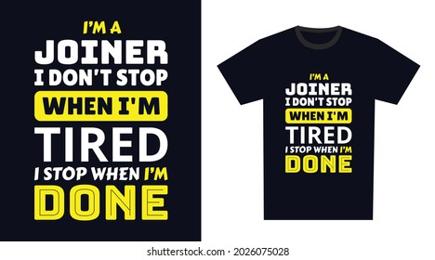 I'M A
JOINER
I DON'T STOP
WHEN I'M
TIRED
I STOP WHEN I'M
DONE
I'M A
JOINER
I DON'T STOP
WHEN I'M
TIRED
I STOP WHEN I'M
DONE
shutterstock.com · 2026075028